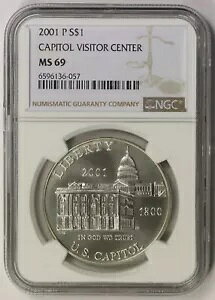 2001 P S$1
CAPITOL VISITOR CENTER
MS 69
6596136-057
NUMISMATIC GUARANTY COMPANY
NGC
LIBERTY
2001
1800
IN GOD WE TRUST
U.S. CAPITOL